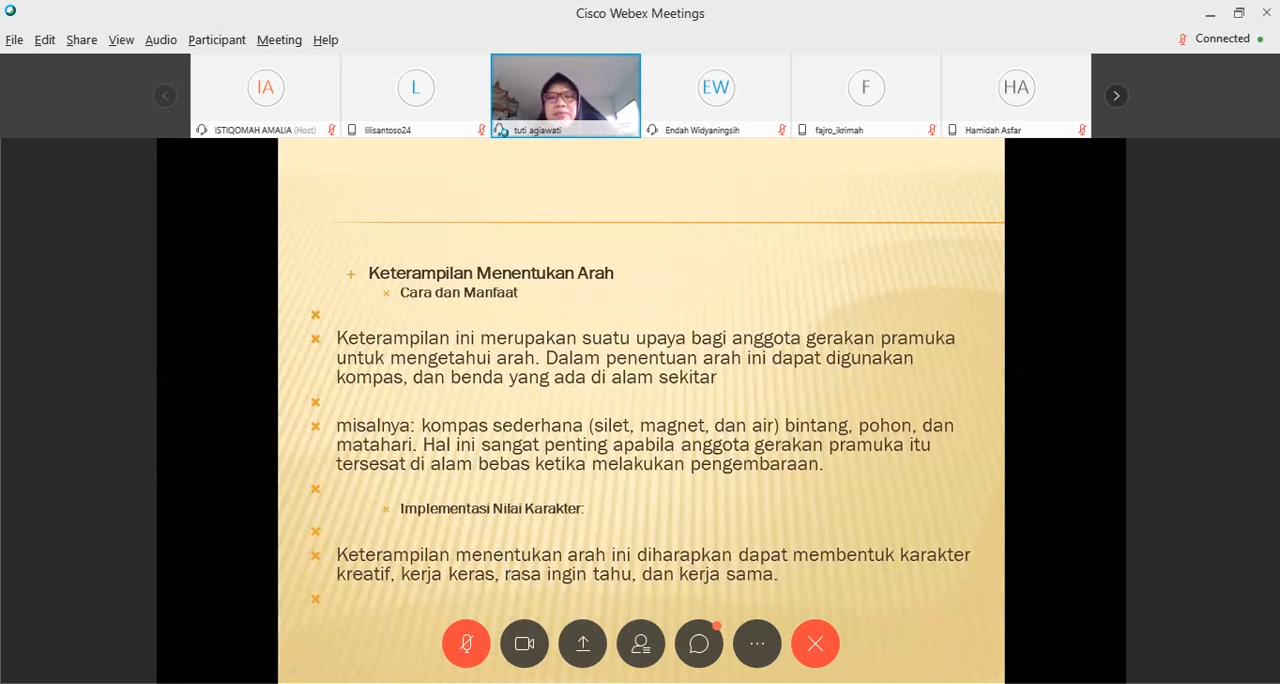 Cisco Webex Meetings
File Edit Share View Audio Participant Meeting Help
Connected
IA
L
EW
F
HA
ISTIQOMAH AMALIA (Host)
lilisantoso24
tuti agiawati
Endah Widyaningsih
fajro_ikrimah
Hamidah Asfar
Keterampilan Menentukan Arah
Cara dan Manfaat
Keterampilan ini merupakan suatu upaya bagi anggota gerakan pramuka
untuk mengetahui arah. Dalam penentuan arah ini dapat digunakan
kompas, dan benda yang ada di alam sekitar
misalnya: kompas sederhana (silet, magnet, dan air) bintang, pohon, dan
matahari. Hal ini sangat penting apabila anggota gerakan pramuka itu
tersesat di alam bebas ketika melakukan pengembaraan.
Implementasi Nilai Karakter:
Keterampilan menentukan arah ini diharapkan dapat membentuk karakter
kreatif, kerja keras, rasa ingin tahu, dan kerja sama.